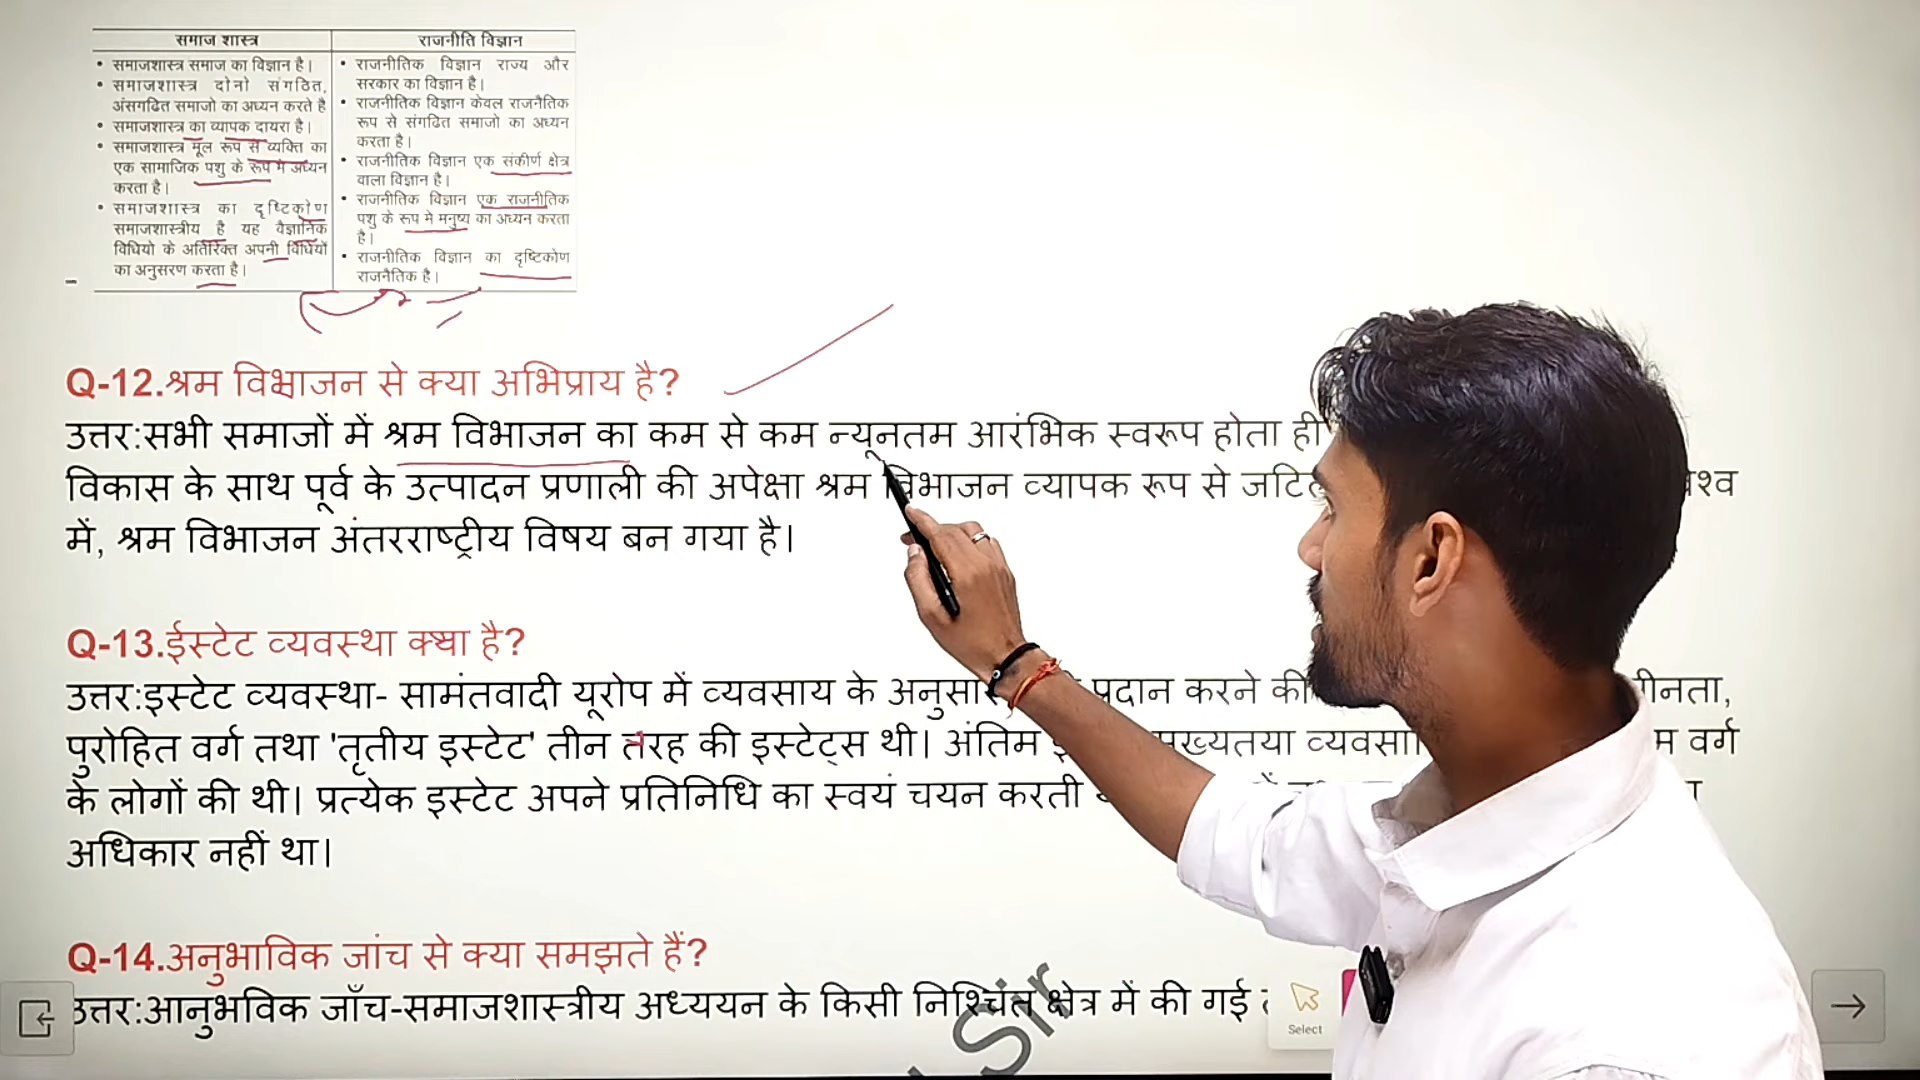 समाज शास्त्र
• समाजशास्त्र समाज का विज्ञान है।
• समाजशास्त्र दोनो संगठित,
अंसगढित समाजो का अध्यन करते है
• समाजशास्त्र का व्यापक दायरा है।
• समाजशास्त्र मूल रूप से व्यक्ति का
एक सामाजिक पशु के रूप मे अध्यन
करता है।
• समाजशास्त्र का दृष्टिकोण
समाजशास्त्रीय है यह वैज्ञानिक
विधियो के अतिरिक्त अपनी विधियों
का अनुसरण करता है।
राजनीति विज्ञान
• राजनीतिक विज्ञान राज्य और
सरकार का विज्ञान है।
• राजनीतिक विज्ञान केवल राजनैतिक
रूप से संगढित समाजो का अध्यन
करता है।
• राजनीतिक विज्ञान एक संकीर्ण क्षेत्र
वाला विज्ञान है।
• राजनीतिक विज्ञान एक राजनीतिक
पशु के रूप मे मनुष्य का अध्यन करता
है।
• राजनीतिक विज्ञान का दृष्टिकोण
राजनैतिक है।
Q-12.श्रम विभाजन से क्या अभिप्राय है?
उत्तर:सभी समाजों में श्रम विभाजन का कम से कम न्यूनतम आरंभिक स्वरूप होता ही
विकास के साथ पूर्व के उत्पादन प्रणाली की अपेक्षा श्रम विभाजन व्यापक रूप से
में, श्रम विभाजन अंतरराष्ट्रीय विषय बन गया है।
Q-13.ईस्टेट व्यवस्था क्या है?
उत्तर:इस्टेट व्यवस्था- सामंतवादी यूरोप में व्यवसाय के प्रदान करने की
पुरोहित वर्ग तथा 'तृतीय इस्टेट' तीन तरह की इस्टेट्स थी। अंतिम वर्ग
के लोगों की थी। प्रत्येक इस्टेट अपने प्रतिनिधि का स्वयं चयन करती
अधिकार नहीं था।
Q-14.अनुभाविक जांच से क्या समझते हैं?
उत्तर:आनुभविक जाँच-समाजशास्त्रीय अध्ययन के किसी निश्चित क्षेत्र में की गई
Sir
Select